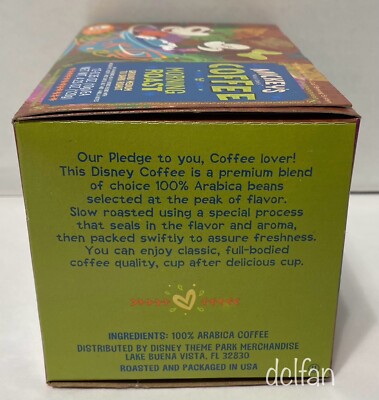 MICKEY'S
COFFEE
MORNING
ROAST
Our Pledge to you, Coffee lover!
This Disney Coffee is a premium blend
of choice 100% Arabica beans
selected at the peak of flavor.
Slow roasted using a special process
that seals in the flavor and aroma,
then packed swiftly to assure freshness.
You can enjoy classic, full-bodied
coffee quality, cup after delicious cup.
INGREDIENTS: 100% ARABICA COFFEE
DISTRIBUTED BY DISNEY THEME PARK MERCHANDISE
LAKE BUENA VISTA, FL 32830
ROASTED AND PACKAGED IN USA
dolfan